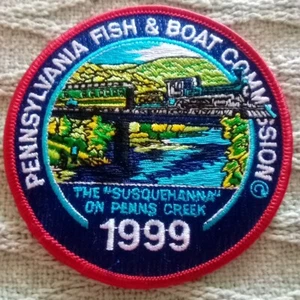 PENNSYLVANIA FISH & BOAT COMMISSION ©
THE "SUSQUEHANNA"
ON PENNS CREEK
1999